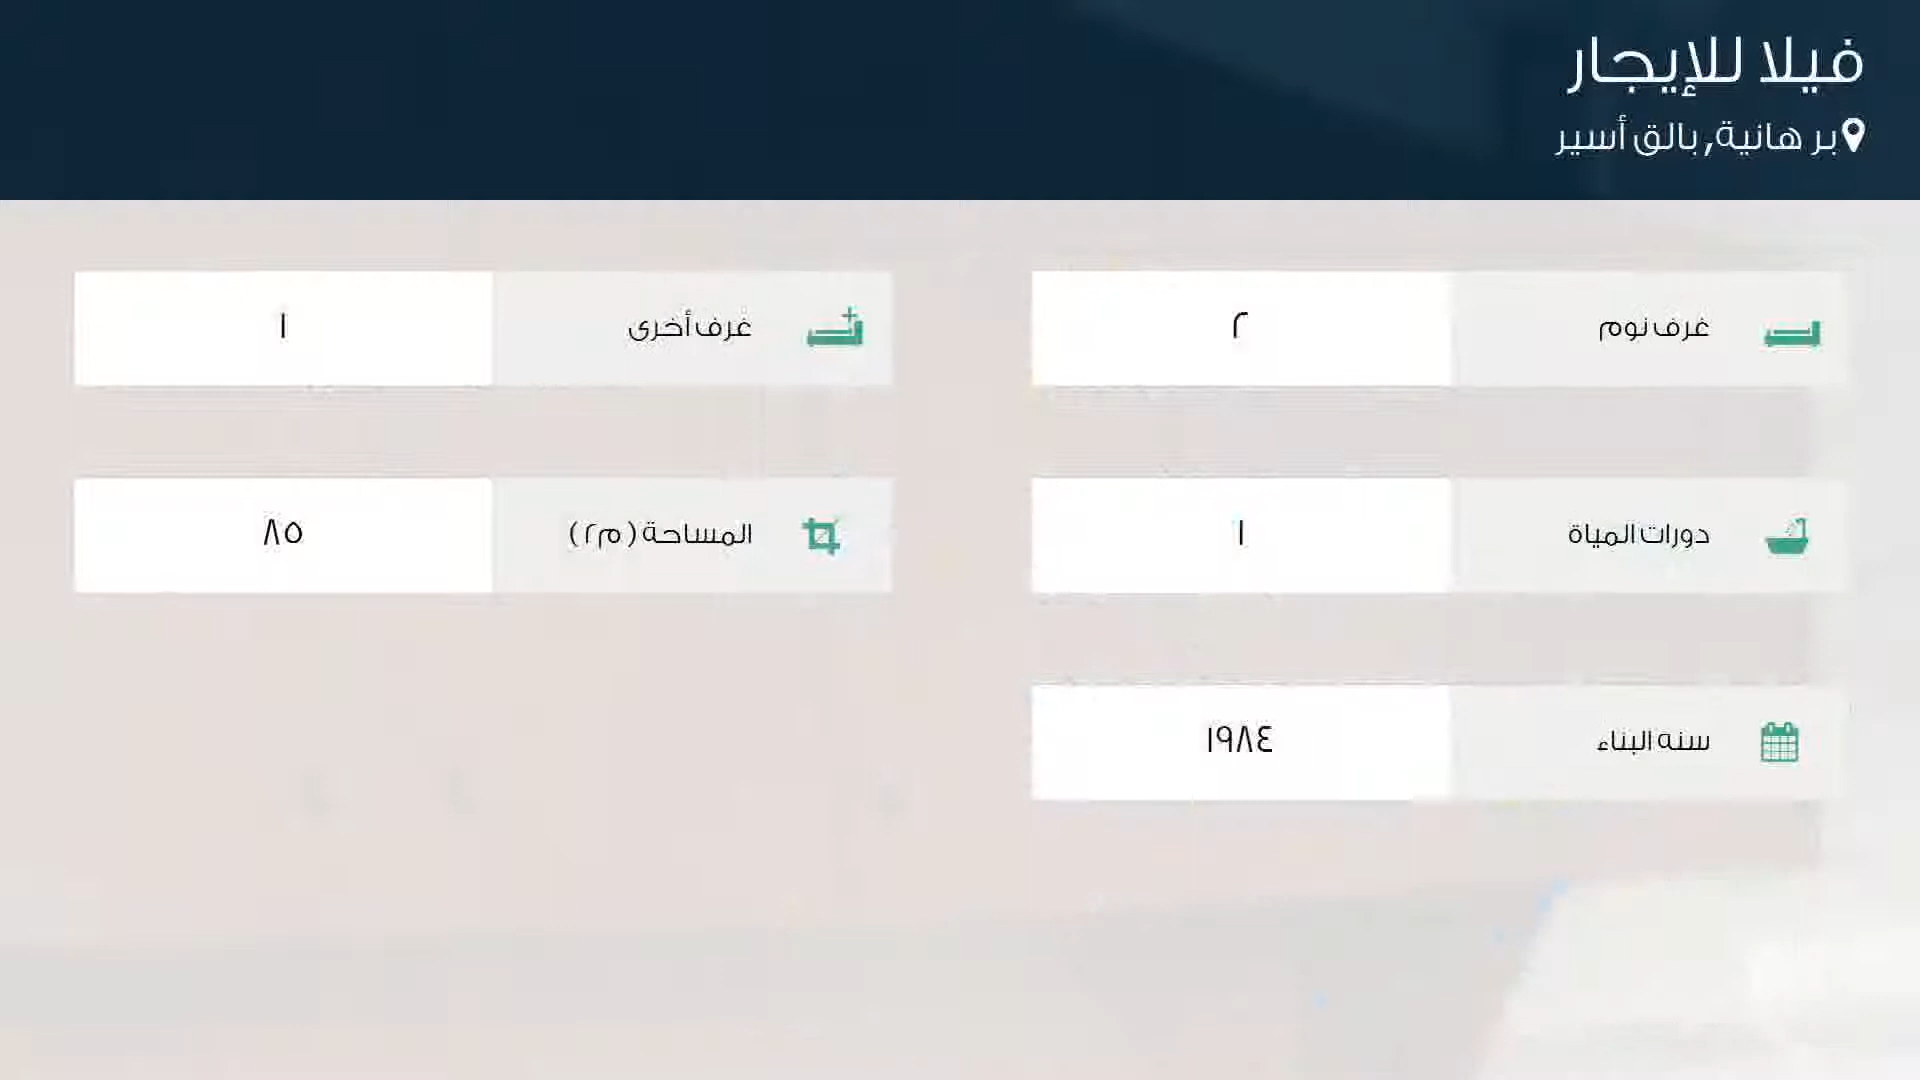 فيلا للإيجار
بر هانية, بالق أسير
غرف نوم
٢
غرف أخرى
١
دورات المياة
١
المساحة (م٢)
٨٥
سنه البناء
١٩٨٤